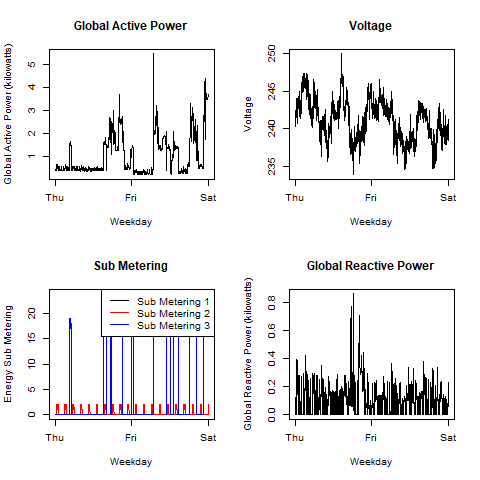 Global Active Power
Global Active Power (kilowatts)
5
4
3
2
1
Thu Fri Sat
Weekday
Voltage
Voltage
250
245
240
235
Thu Fri Sat
Weekday
Sub Metering
Energy Sub Metering
20
15
10
5
0
Sub Metering 1
Sub Metering 2
Sub Metering 3
Thu Fri Sat
Weekday
Global Reactive Power
Global Reactive Power (kilowatts)
0.8
0.6
0.4
0.2
0.0
Thu Fri Sat
Weekday